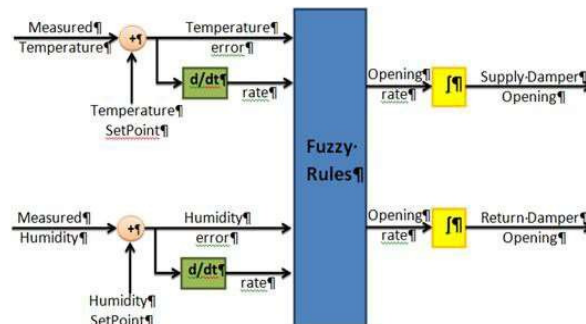 Measured¶
Temperature¶
+¶
Temperature¶
error¶
d/dt¶
rate¶
Temperature¶
SetPoint¶
Fuzzy·
Rules¶
Opening¶
rate¶
∫¶
Supply·Damper¶
Opening¶
Measured¶
Humidity¶
+¶
Humidity¶
error¶
d/dt¶
rate¶
Humidity¶
SetPoint¶
Opening¶
rate¶
∫¶
Return·Damper¶
Opening¶